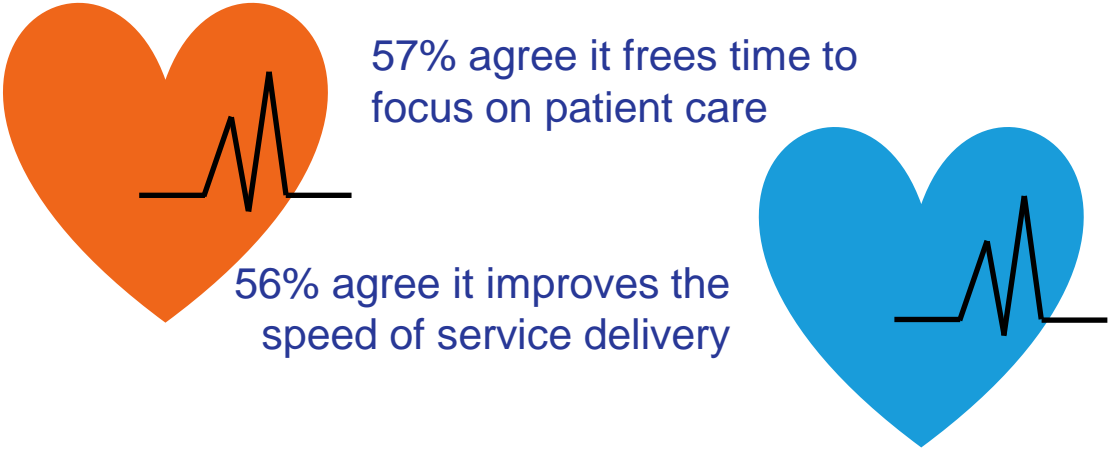 57% agree it frees time to
focus on patient care
56% agree it improves the
speed of service delivery